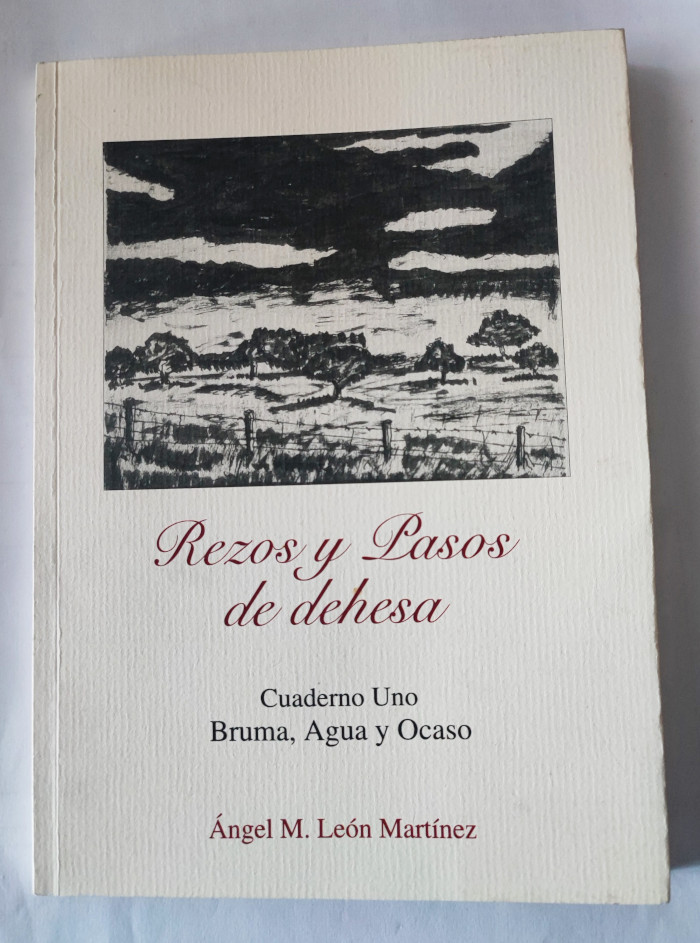 Rezos y Pasos
de dehesa
Cuaderno Uno
Bruma, Agua y Ocaso
Ángel M. León Martínez